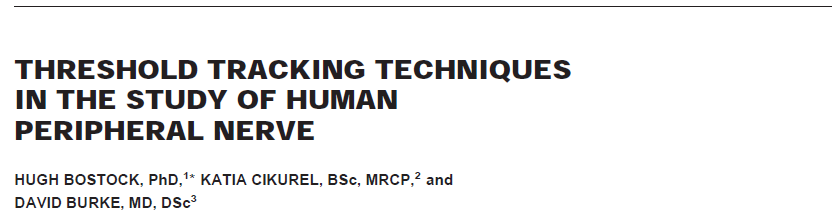 THRESHOLD TRACKING TECHNIQUES
IN THE STUDY OF HUMAN
PERIPHERAL NERVE
HUGH BOSTOCK, PhD,¹* KATIA CIKUREL, BSc, MRCP,² and
DAVID BURKE, MD, DSc³